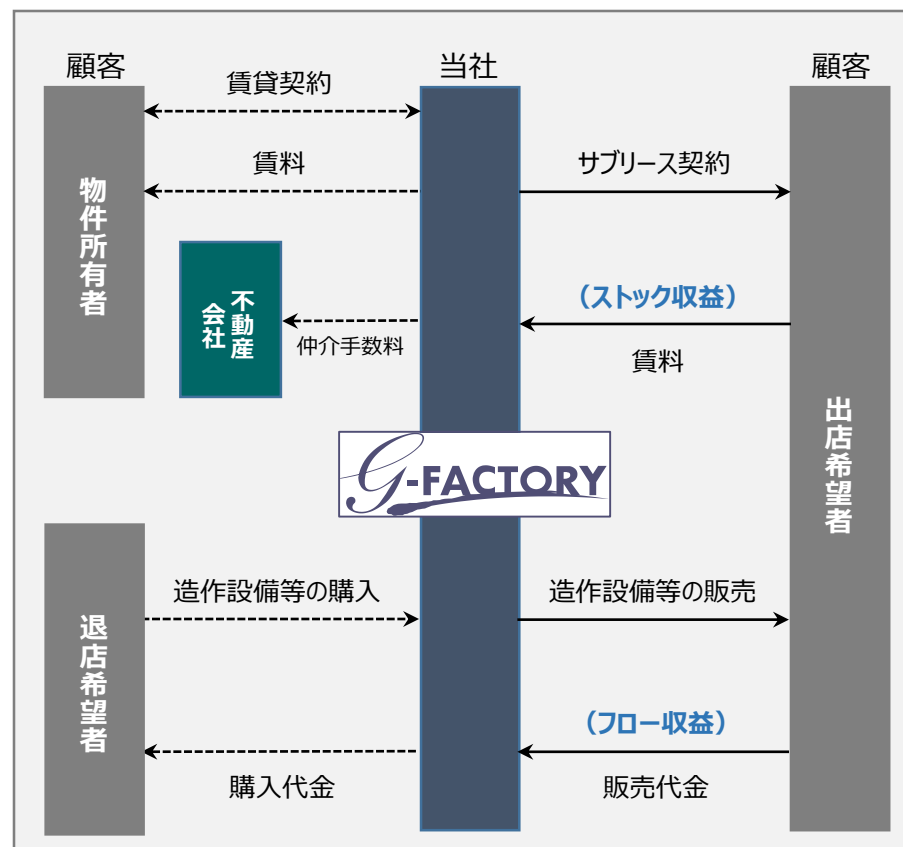 顧客
当社
顧客
賃貸契約
賃料
サブリース契約
物件所有者
不動産
会社
仲介手数料
（ストック収益）
賃料
出店希望者
G-FACTORY
造作設備等の購入
造作設備等の販売
退店希望者
（フロー収益）
購入代金
販売代金